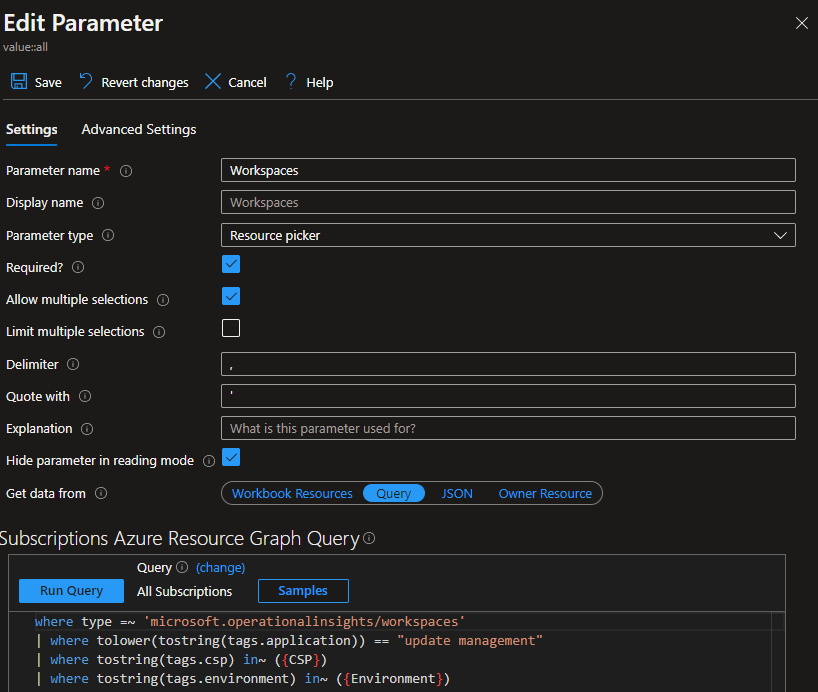 Edit Parameter
value::all
Save Revert changes Cancel ? Help
Settings Advanced Settings
Parameter name * Workspaces
Display name Workspaces
Parameter type Resource picker
Required?
Allow multiple selections
Limit multiple selections
Delimiter ,
Quote with '
Explanation What is this parameter used for?
Hide parameter in reading mode
Get data from Workbook Resources Query JSON Owner Resource
Subscriptions Azure Resource Graph Query
Query (change)
Run Query All Subscriptions Samples
where type =~ 'microsoft.operationalinsights/workspaces'
| where tolower(tostring(tags.application)) == "update management"
| where tostring(tags.csp) in~ ({CSP})
| where tostring(tags.environment) in~ ({Environment})